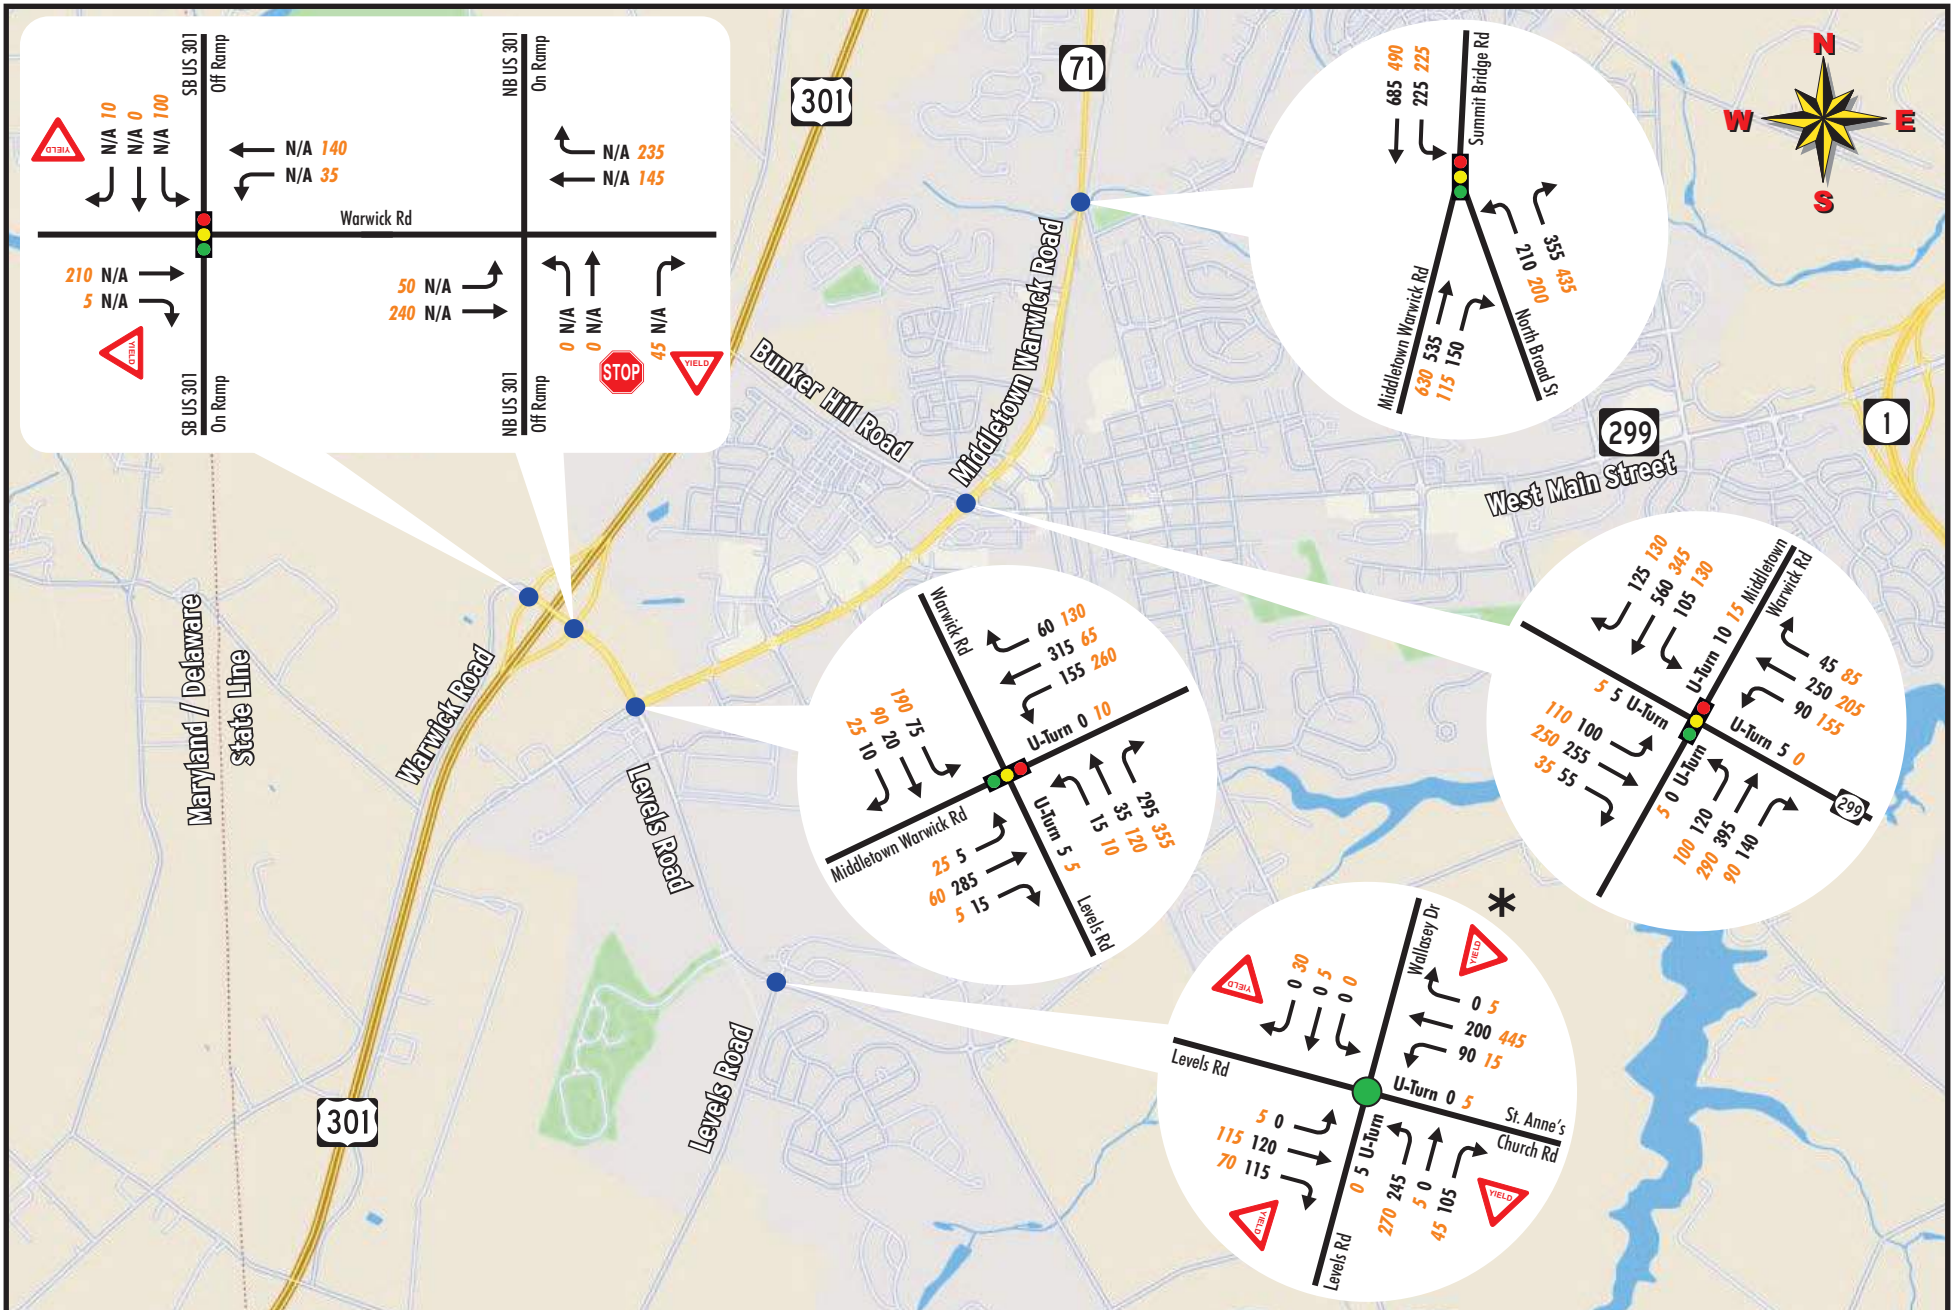 SB US 301
Off Ramp
NB US 301
On Ramp
N/A 10
N/A 0
N/A 100
YIELD
N/A 140
N/A 35
N/A 235
N/A 145
Warwick Rd
210 N/A
5 N/A
YIELD
50 N/A
240 N/A
0 N/A
0 N/A
45 N/A
STOP
YIELD
SB US 301
On Ramp
NB US 301
Off Ramp
301
71
685 490
225 225
Summit Bridge Rd
210 200
355 435
Middletown Warwick Rd
630 535
115 150
North Broad St
N
W
E
S
Bunker Hill Road
Middletown Warwick Road
299
West Main Street
1
Maryland / Delaware
State Line
Warwick Road
Levels Road
Levels Road
301
Warwick Rd
60 130
315 65
155 260
190 75
90 20
25 10
U-Turn 0 10
Middletown Warwick Rd
25 5
60 285
5 15
U-Turn 5 5
15 10
35 120
295 355
Levels Rd
125 130
560 345
105 130
U-Turn 10 15
Middletown
Warwick Rd
45 85
250 205
90 155
5 5 U-Turn
110 100
250 255
35 55
U-Turn 5 0
5 0 U-Turn
100 120
290 395
90 140
299
*
Wallasey Dr
YIELD
YIELD
0 30
0 5
0 0
0 5
200 445
90 15
Levels Rd
U-Turn 0 5
St. Anne's
Church Rd
5 0
115 120
70 115
0 5 U-Turn
270 245
5 0
45 105
YIELD
YIELD
Levels Rd